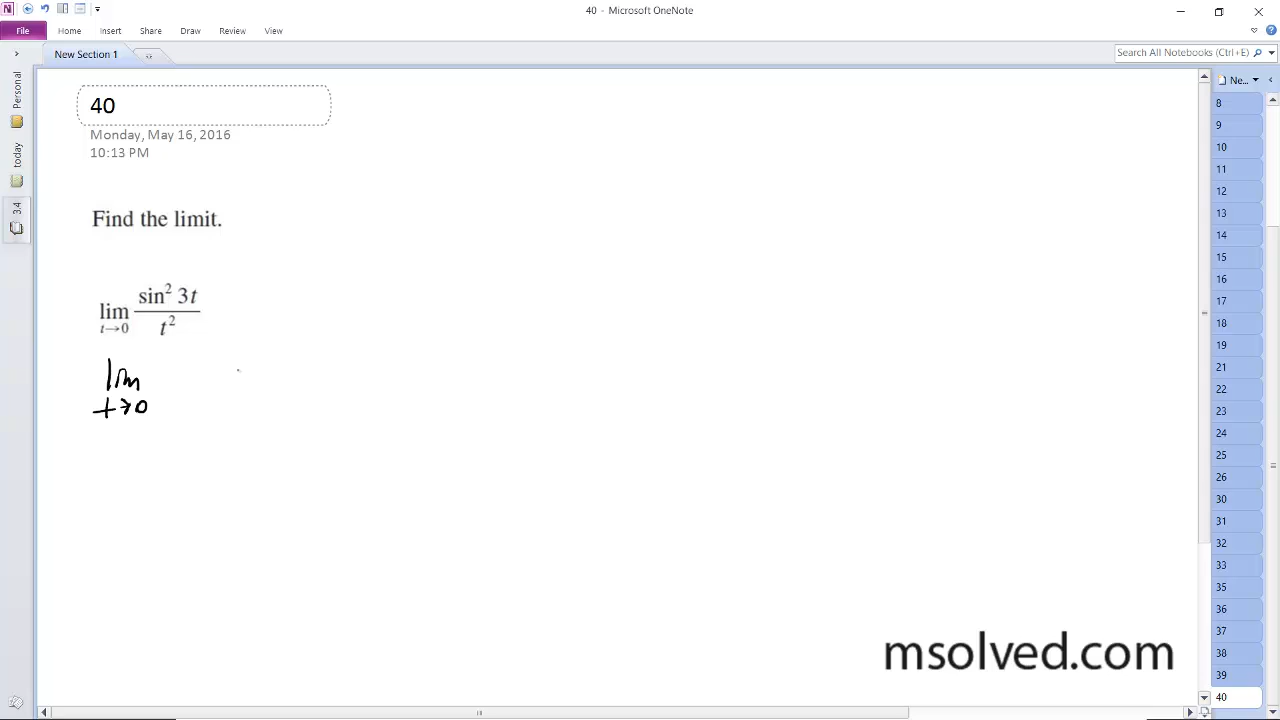 40 - Microsoft OneNote
File Home Insert Share Draw Review View
New Section 1
Search All Notebooks (Ctrl+E)
Ne...
Personal
today
3.4
40
Monday, May 16, 2016
10:13 PM
Find the limit.
lim t→0 sin² 3t / t²
lim
t→0
msolved.com
8
9
10
11
12
13
14
15
16
17
18
19
21
22
23
24
25
26
30
31
32
33
35
36
37
38
39
40